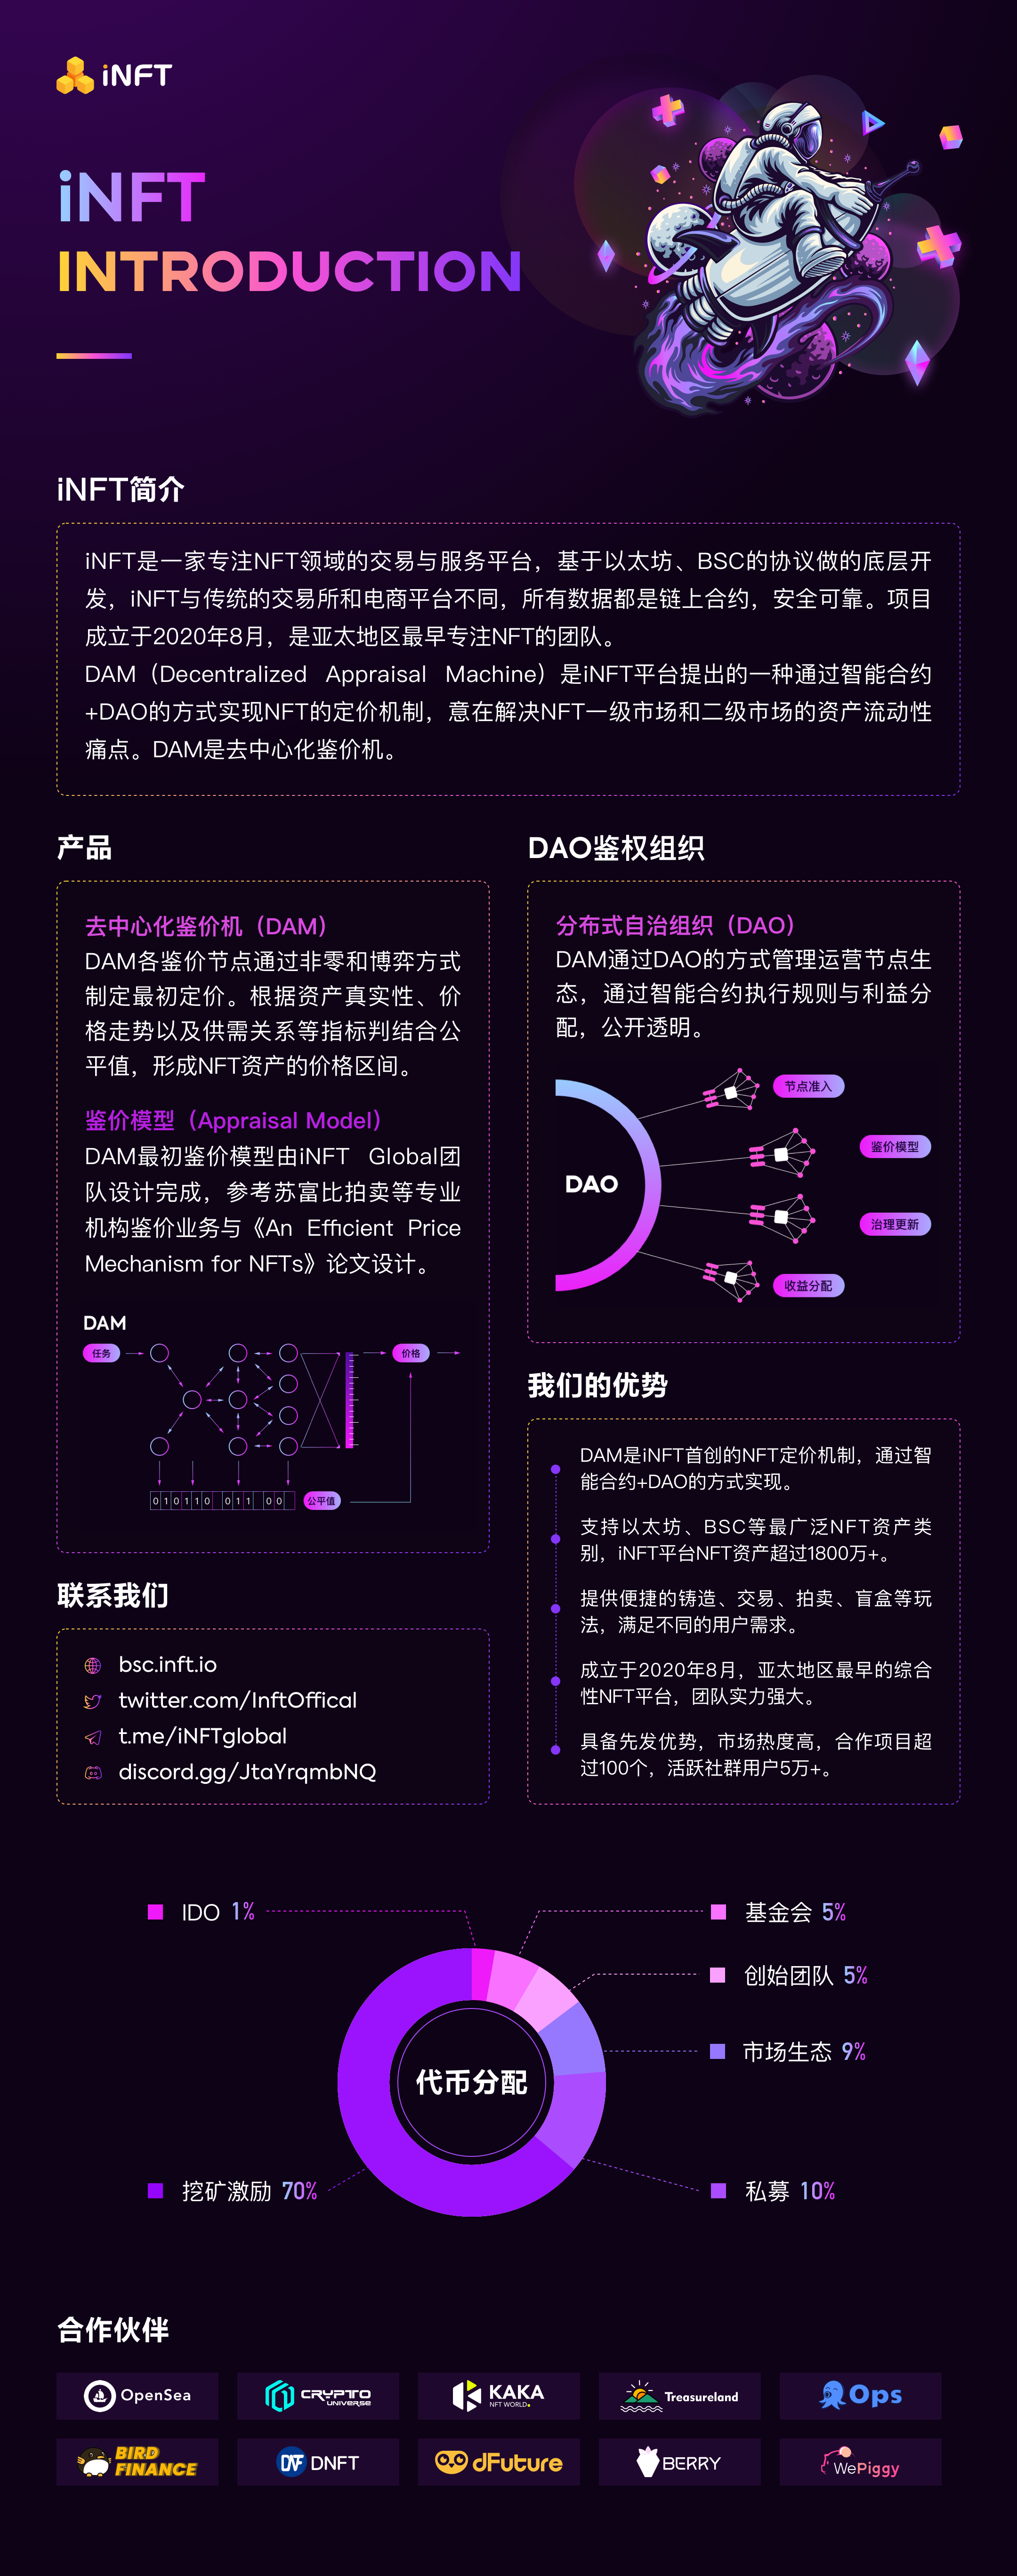 iNFT
iNFT
INTRODUCTION
iNFT简介
iNFT是一家专注NFT领域的交易与服务平台，基于以太坊、BSC的协议做的底层开
发，iNFT与传统的交易所和电商平台不同，所有数据都是链上合约，安全可靠。项目
成立于2020年8月，是亚太地区最早专注NFT的团队。
DAM（Decentralized Appraisal Machine）是iNFT平台提出的一种通过智能合约
+DAO的方式实现NFT的定价机制，意在解决NFT一级市场和二级市场的资产流动性
痛点。DAM是去中心化鉴价机。
产品
去中心化鉴价机（DAM）
DAM各鉴价节点通过非零和博弈方式
制定最初定价。根据资产真实性、价
格走势以及供需关系等指标判结合公
平值，形成NFT资产的价格区间。
鉴价模型（Appraisal Model）
DAM最初鉴价模型由iNFT Global团
队设计完成，参考苏富比拍卖等专业
机构鉴价业务与《An Efficient Price
Mechanism for NFTs》论文设计。
DAM
任务
价格
0 1 0 1 1 0 0 1 1 0 0
公平值
DAO鉴权组织
分布式自治组织（DAO）
DAM通过DAO的方式管理运营节点生
态，通过智能合约执行规则与利益分
配，公开透明。
DAO
节点准入
鉴价模型
治理更新
收益分配
我们的优势
DAM是iNFT首创的NFT定价机制，通过智
能合约+DAO的方式实现。
支持以太坊、BSC等最广泛NFT资产类
别，iNFT平台NFT资产超过1800万+。
提供便捷的铸造、交易、拍卖、盲盒等玩
法，满足不同的用户需求。
成立于2020年8月，亚太地区最早的综合
性NFT平台，团队实力强大。
具备先发优势，市场热度高，合作项目超
过100个，活跃社群用户5万+。
联系我们
bsc.inft.io
twitter.com/InftOffical
t.me/iNFTglobal
discord.gg/JtaYrqmbNQ
IDO 1%
基金会 5%
创始团队 5%
市场生态 9%
代币分配
挖矿激励 70%
私募 10%
合作伙伴
OpenSea
CRYPTO
UNIVERSE
KAKA
NFT WORLD
Treasureland
Ops
BIRD
FINANCE
DNFT
dFuture
BERRY
WePiggy